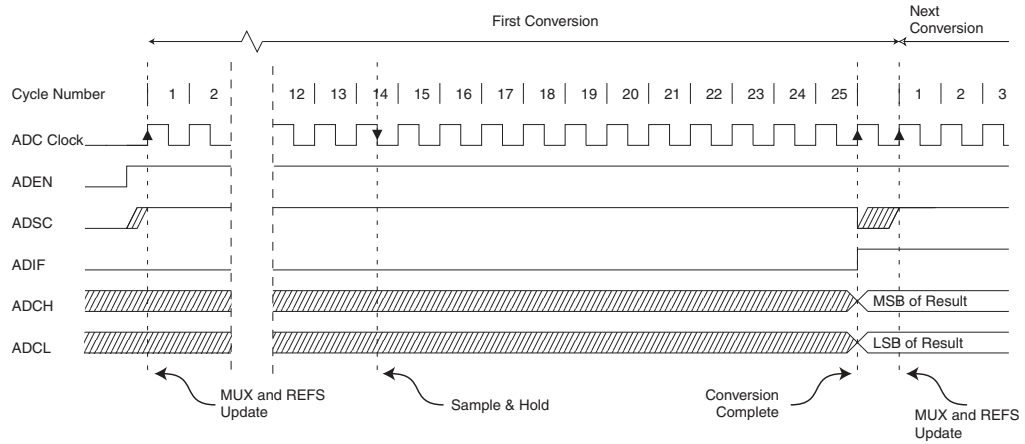 First Conversion
Next
Conversion
Cycle Number 1 2 12 13 14 15 16 17 18 19 20 21 22 23 24 25 1 2 3
ADC Clock
ADEN
ADSC
ADIF
ADCH MSB of Result
ADCL LSB of Result
MUX and REFS
Update
Sample & Hold
Conversion
Complete
MUX and REFS
Update